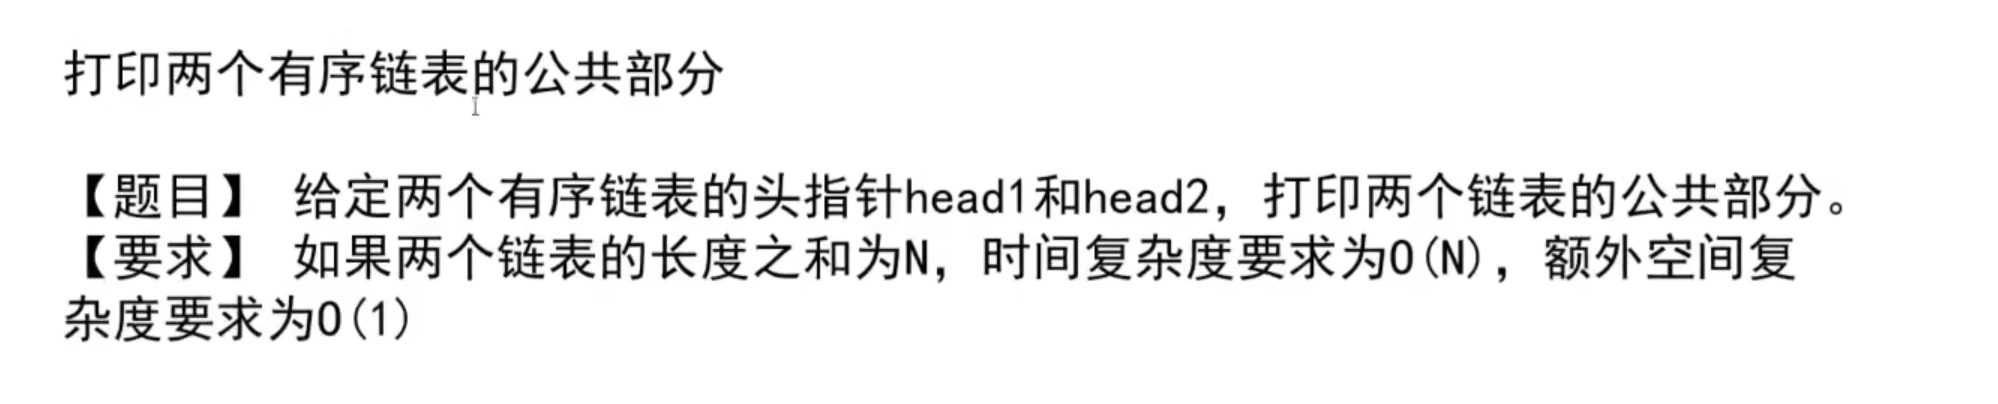 打印两个有序链表的公共部分
【题目】 给定两个有序链表的头指针head1和head2，打印两个链表的公共部分。
【要求】 如果两个链表的长度之和为N，时间复杂度要求为O(N)，额外空间复
杂度要求为O(1)